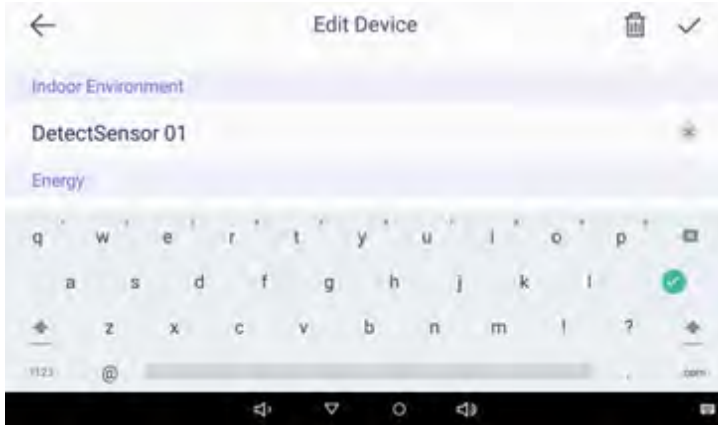 Edit Device
Indoor Environment
DetectSensor 01
Energy
q w e r t y u i o p
a s d f g h j k l
z x c v b n m ! ?
@ . .com